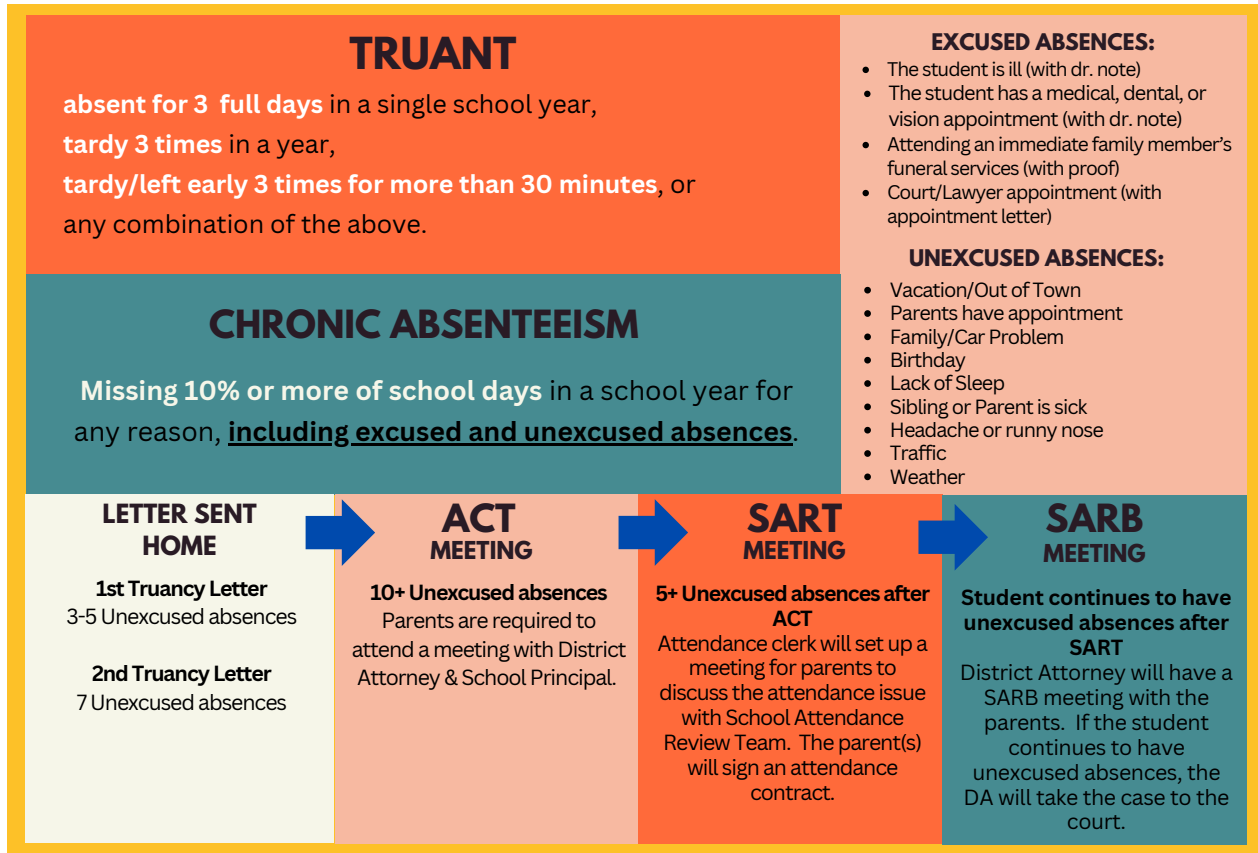 TRUANT
absent for 3 full days in a single school year,
tardy 3 times in a year,
tardy/left early 3 times for more than 30 minutes, or
any combination of the above.
EXCUSED ABSENCES:
• The student is ill (with dr. note)
• The student has a medical, dental, or
vision appointment (with dr. note)
• Attending an immediate family member's
funeral services (with proof)
• Court/Lawyer appointment (with
appointment letter)
UNEXCUSED ABSENCES:
• Vacation/Out of Town
• Parents have appointment
• Family/Car Problem
• Birthday
• Lack of Sleep
• Sibling or Parent is sick
• Headache or runny nose
• Traffic
• Weather
CHRONIC ABSENTEEISM
Missing 10% or more of school days in a school year for
any reason, including excused and unexcused absences.
LETTER SENT
HOME
1st Truancy Letter
3-5 Unexcused absences
2nd Truancy Letter
7 Unexcused absences
ACT
MEETING
10+ Unexcused absences
Parents are required to
attend a meeting with District
Attorney & School Principal.
SART
MEETING
5+ Unexcused absences after
ACT
Attendance clerk will set up a
meeting for parents to
discuss the attendance issue
with School Attendance
Review Team. The parent(s)
will sign an attendance
contract.
SARB
MEETING
Student continues to have
unexcused absences after
SART
District Attorney will have a
SARB meeting with the
parents. If the student
continues to have
unexcused absences, the
DA will take the case to the
court.